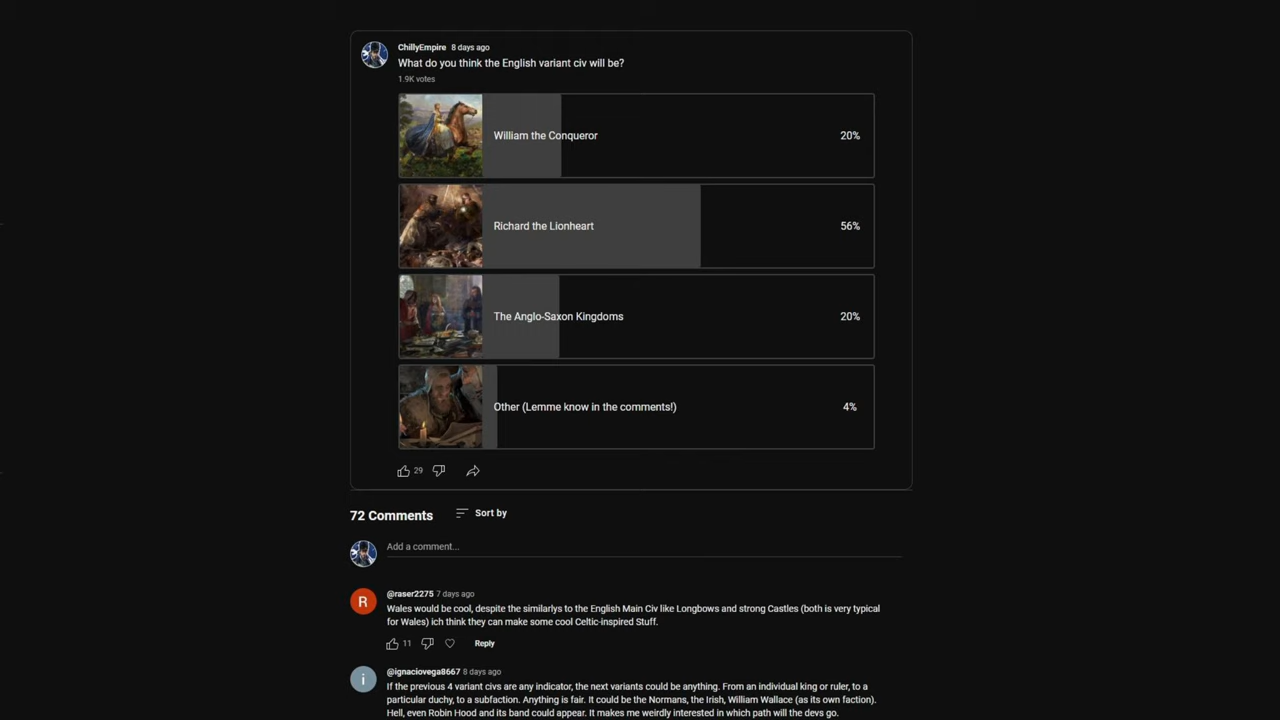 ChillyEmpire 8 days ago
What do you think the English variant civ will be?
1.9K votes
William the Conqueror 20%
Richard the Lionheart 56%
The Anglo-Saxon Kingdoms 20%
Other (Lemme know in the comments!) 4%
29
72 Comments Sort by
Add a comment...
R
@raser2275 7 days ago
Wales would be cool, despite the similarlys to the English Main Civ like Longbows and strong Castles (both is very typical
for Wales) ich think they can make some cool Celtic-inspired Stuff.
11 Reply
i
@ignaciovega8667 8 days ago
If the previous 4 variant civs are any indicator, the next variants could be anything. From an individual king or ruler, to a
particular duchy, to a subfaction. Anything is fair. It could be the Normans, the Irish, William Wallace (as its own faction).
Hell, even Robin Hood and its band could appear. It makes me weirdly interested in which path will the devs go.